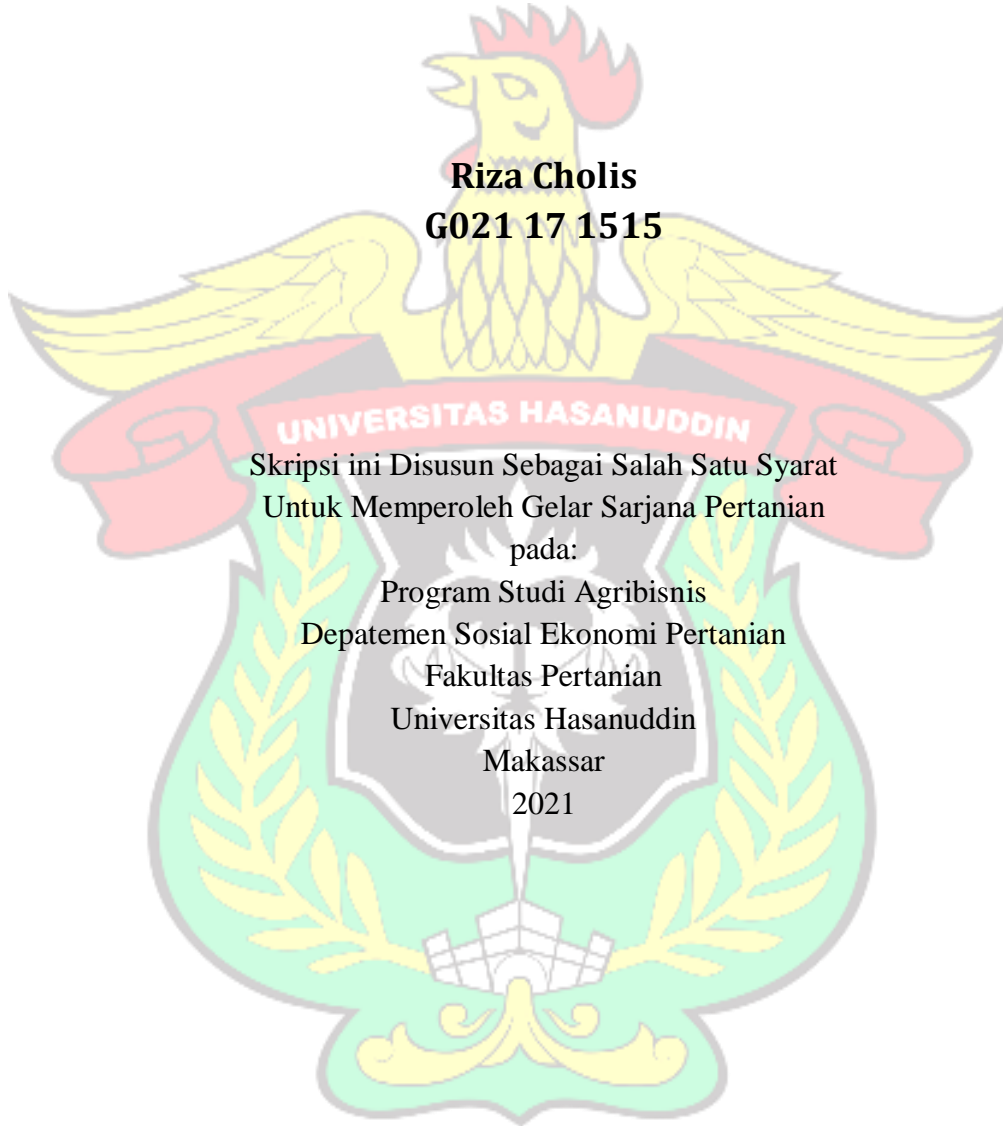 Riza Cholis
G021 17 1515
UNIVERSITAS HASANUDDIN
Skripsi ini Disusun Sebagai Salah Satu Syarat
Untuk Memperoleh Gelar Sarjana Pertanian
pada:
Program Studi Agribisnis
Depatemen Sosial Ekonomi Pertanian
Fakultas Pertanian
Universitas Hasanuddin
Makassar
2021